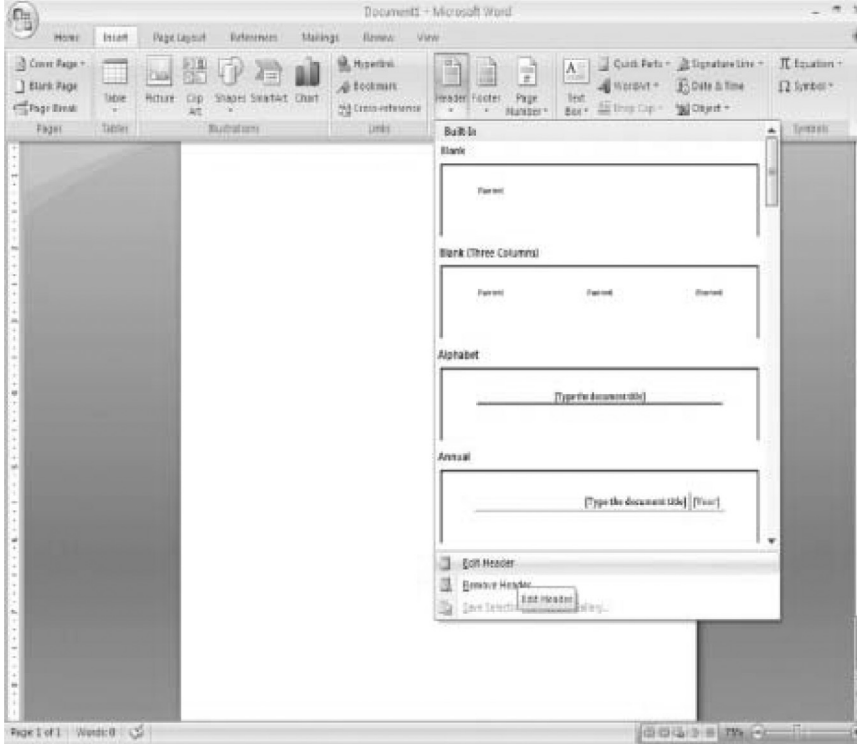 Document1 - Microsoft Word
Home Insert Page Layout References Mailings Review View
Cover Page
Blank Page
Page Break
Table
Picture
Clip Art
Shapes
SmartArt
Chart
Hyperlink
Bookmark
Cross-reference
Header
Footer
Page Number
Text Box
Quick Parts
WordArt
Drop Cap
Signature Line
Date & Time
Object
π Equation
Ω Symbol
Pages Tables Illustrations Links Symbols
Built-In
Blank
Blank (Three Columns)
Alphabet
[Type the document title]
Annual
[Type the document title] [Year]
Edit Header
Remove Header
Edit Header
Save Selection Gallery...
Page 1 of 1 Words: 0 75%